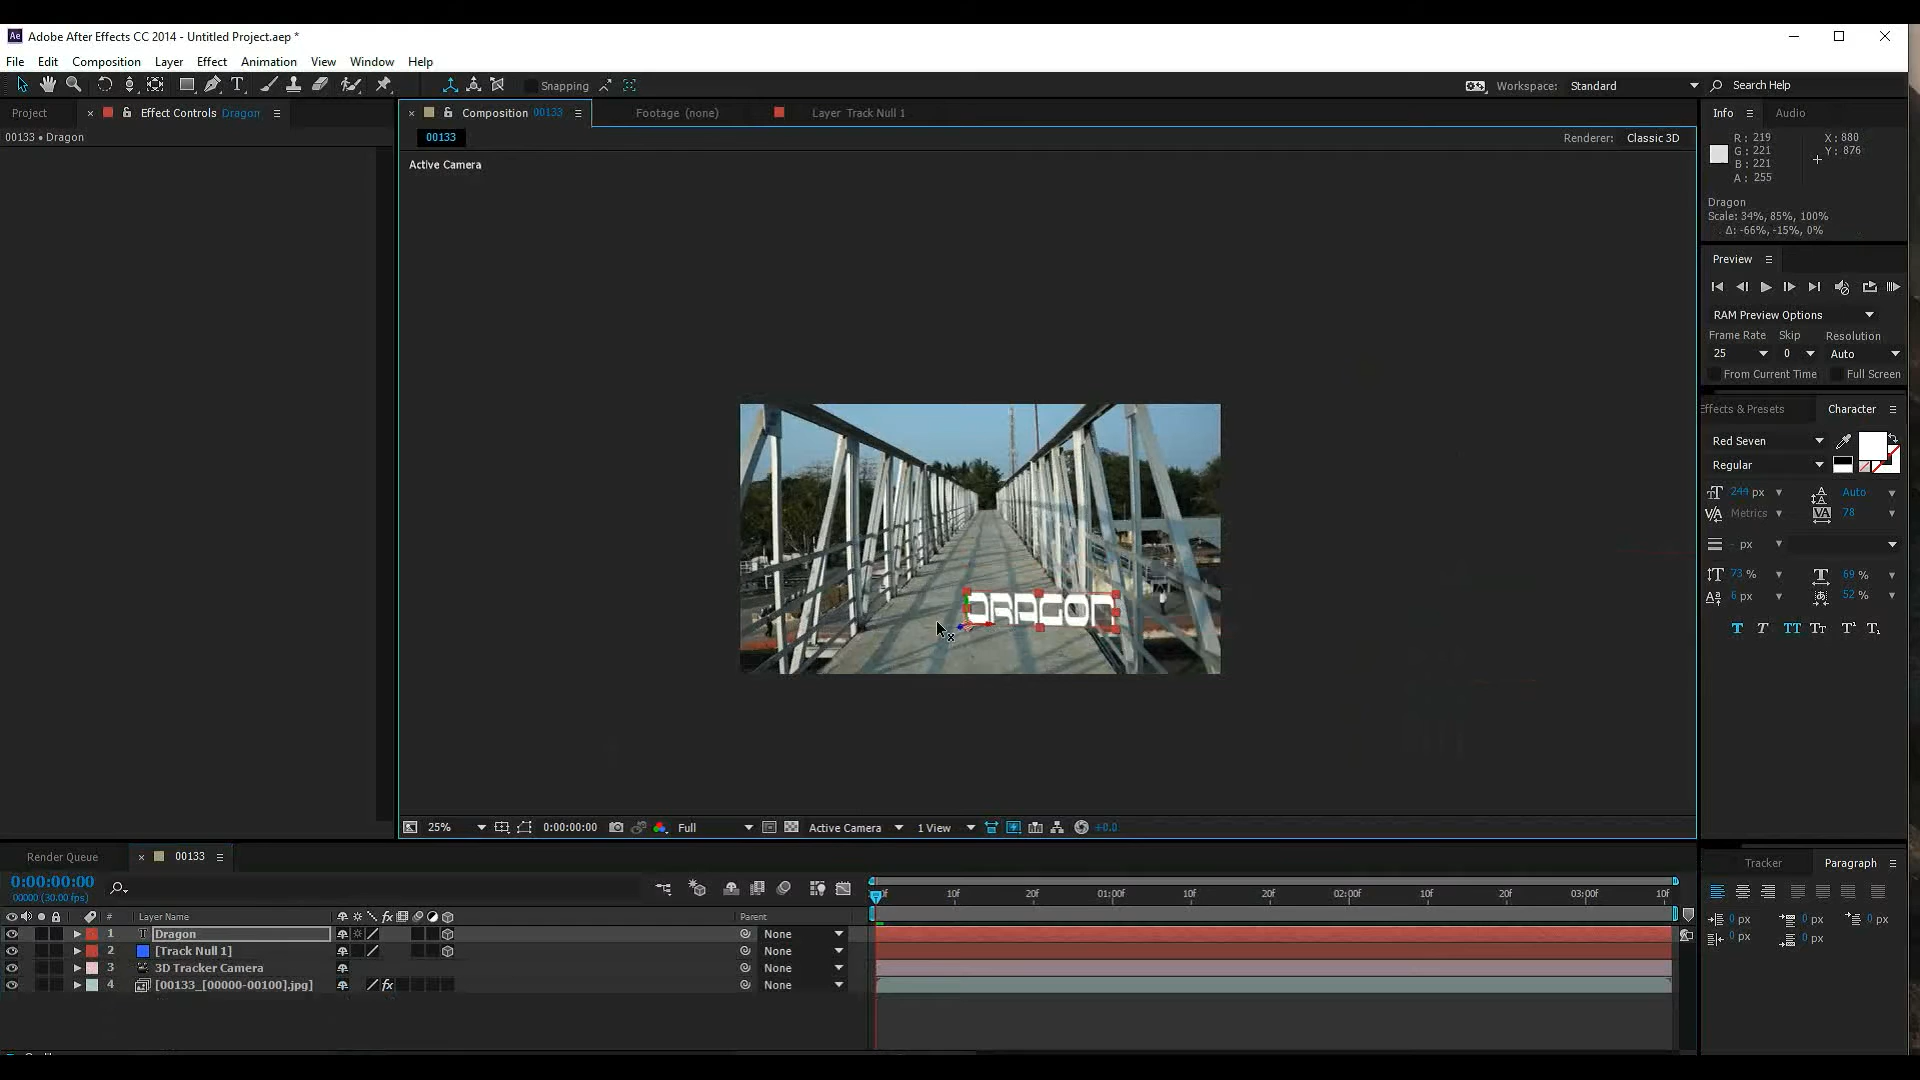 Ae Adobe After Effects CC 2014 - Untitled Project.aep *
File Edit Composition Layer Effect Animation View Window Help
Snapping Workspace: Standard Search Help
Project Effect Controls Dragon Composition 00133 Footage (none) Layer Track Null 1 Info Audio
00133 • Dragon 00133 Renderer: Classic 3D
Active Camera
R : 219
G : 221
B : 221
A : 255
X : 880
Y : 876
Dragon
Scale: 34%, 85%, 100%
Δ: -66%, -15%, 0%
Preview
RAM Preview Options
Frame Rate Skip Resolution
25 0 Auto
From Current Time Full Screen
Effects & Presets Character
Red Seven
Regular
244 px Auto
Metrics 78
- px
73 % 69 %
6 px 52 %
T T TT Tт T¹ T₁
DRAGON
25% 0:00:00:00 Full Active Camera 1 View +0.0
Render Queue 00133 Tracker Paragraph
0:00:00:00
00000 (30.00 fps)
10f 20f 01:00f 10f 20f 02:00f 10f 20f 03:00f 10f
# Layer Name fx Parent
1 T Dragon None
2 [Track Null 1] None
3 3D Tracker Camera
4 [00133_[00000-00100].jpg] fx None
0 px 0 px 0 px
0 px 0 px